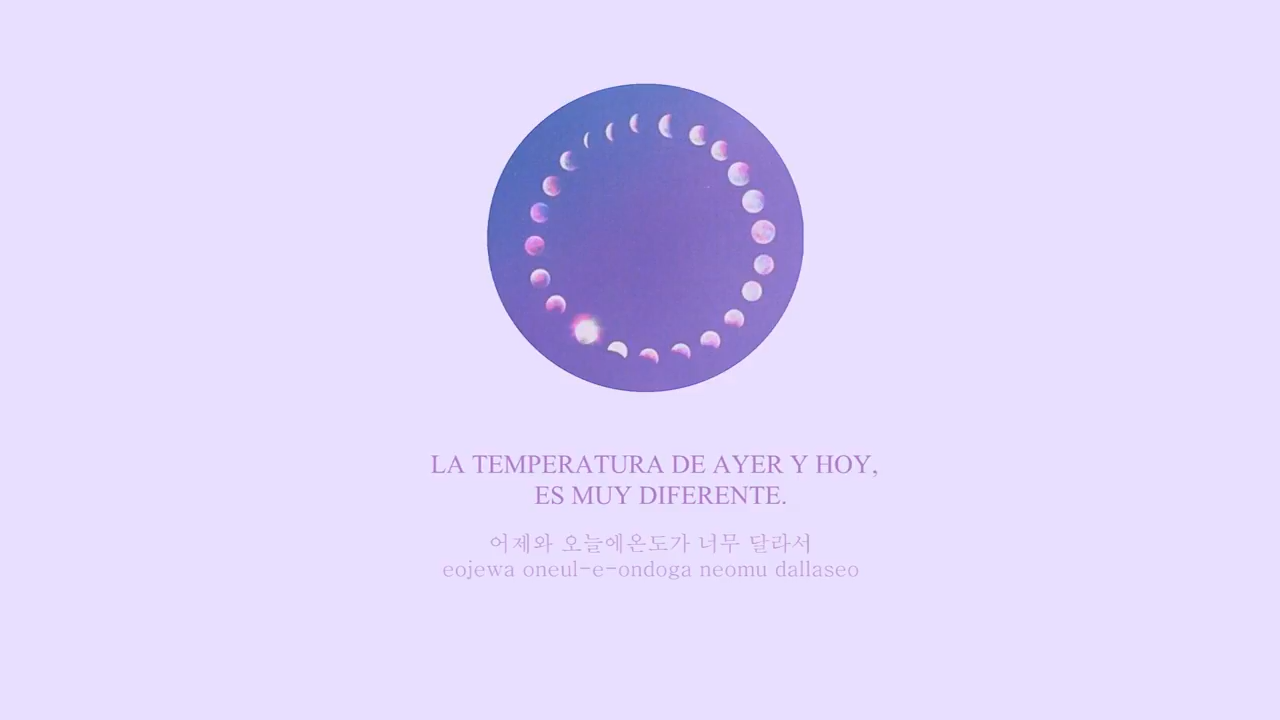 LA TEMPERATURA DE AYER Y HOY,
ES MUY DIFERENTE.
어제와 오늘에온도가 너무 달라서
eojewa oneul-e-ondoga neomu dallaseo